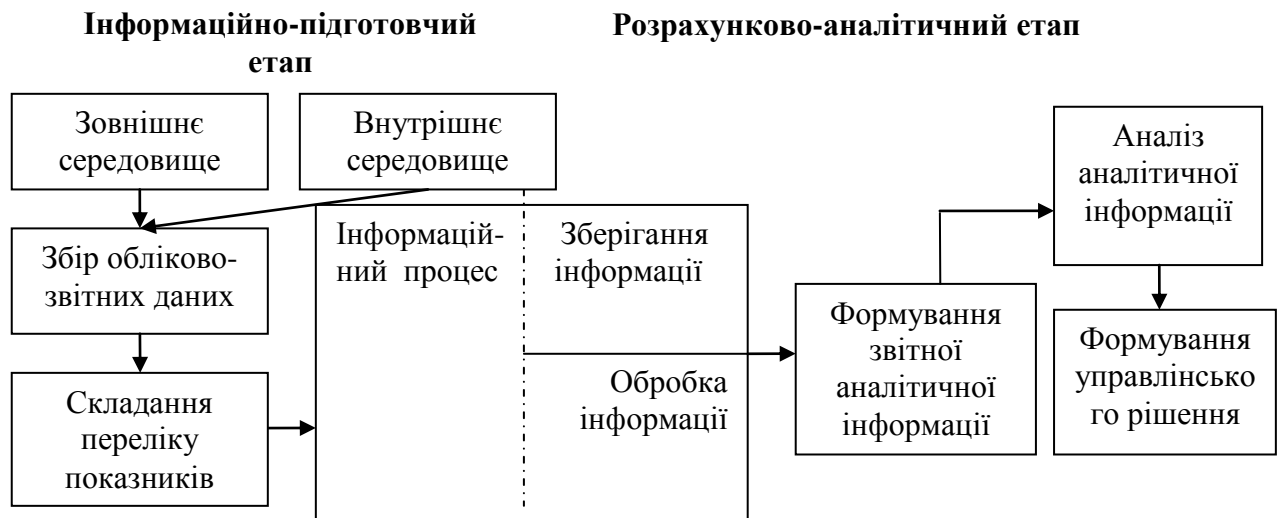 Інформаційно-підготовчий
етап
Розрахунково-аналітичний етап
Зовнішнє
середовище
Внутрішнє
середовище
Збір обліково-
звітних даних
Складання
переліку
показників
Інформацій-
ний процес
Зберігання
інформації
Обробка
інформації
Формування
звітної
аналітичної
інформації
Аналіз
аналітичної
інформації
Формування
управлінсько
го рішення